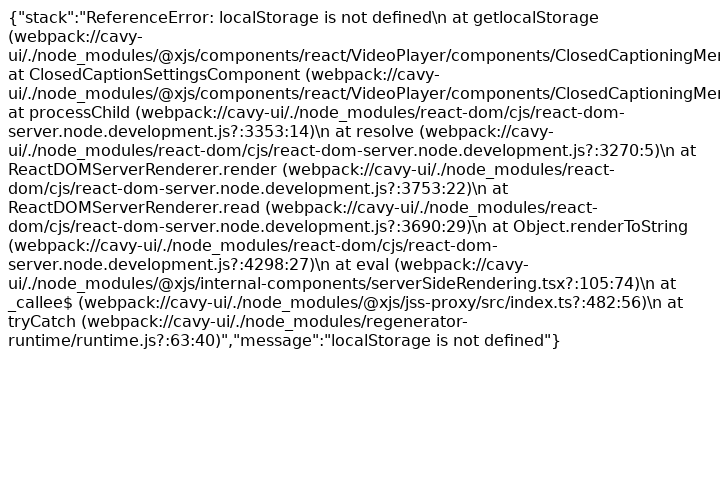 {"stack":"ReferenceError: localStorage is not defined\n at getlocalStorage
(webpack://cavy-
ui/./node_modules/@xjs/components/react/VideoPlayer/components/ClosedCaptioningMer
at ClosedCaptionSettingsComponent (webpack://cavy-
ui/./node_modules/@xjs/components/react/VideoPlayer/components/ClosedCaptioningMer
at processChild (webpack://cavy-ui/./node_modules/react-dom/cjs/react-dom-
server.node.development.js?:3353:14)\n at resolve (webpack://cavy-
ui/./node_modules/react-dom/cjs/react-dom-server.node.development.js?:3270:5)\n at
ReactDOMServerRenderer.render (webpack://cavy-ui/./node_modules/react-
dom/cjs/react-dom-server.node.development.js?:3753:22)\n at
ReactDOMServerRenderer.read (webpack://cavy-ui/./node_modules/react-
dom/cjs/react-dom-server.node.development.js?:3690:29)\n at Object.renderToString
(webpack://cavy-ui/./node_modules/react-dom/cjs/react-dom-
server.node.development.js?:4298:27)\n at eval (webpack://cavy-
ui/./node_modules/@xjs/internal-components/serverSideRendering.tsx?:105:74)\n at
_callee$ (webpack://cavy-ui/./node_modules/@xjs/jss-proxy/src/index.ts?:482:56)\n at
tryCatch (webpack://cavy-ui/./node_modules/regenerator-
runtime/runtime.js?:63:40)","message":"localStorage is not defined"}